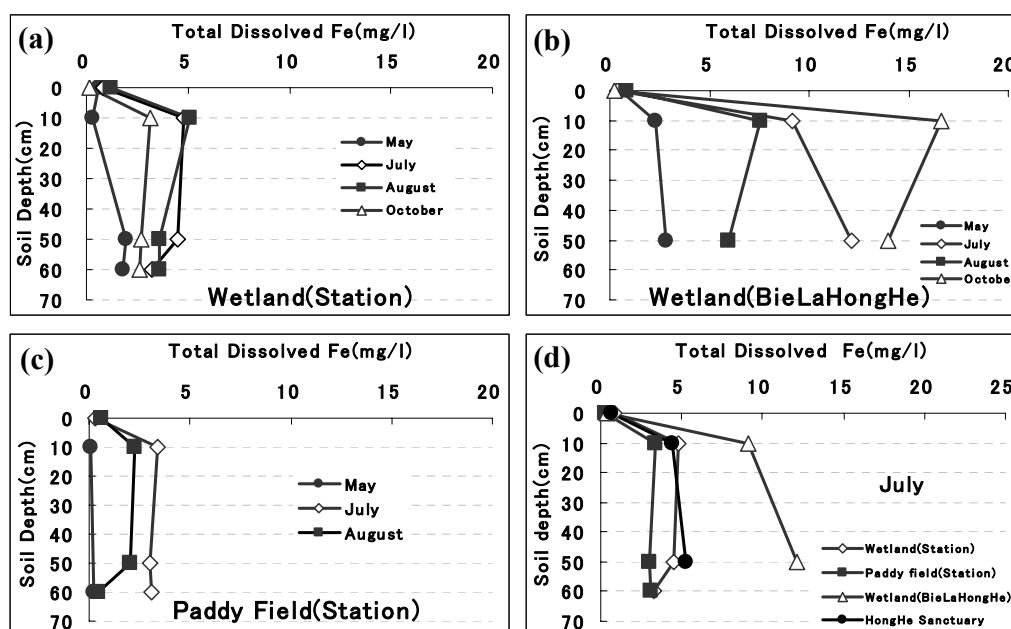 (a)
Total Dissolved Fe(mg/l)
0 5 10 15 20
0
10
20
30
40
50
60
70
Soil Depth(cm)
May
July
August
October
Wetland(Station)
(b)
Total Dissolved Fe(mg/l)
0 5 10 15 20
0
10
20
30
40
50
60
70
Soil Depth(cm)
May
July
August
October
Wetland(BieLaHongHe)
(c)
Total Dissolved Fe(mg/l)
0 5 10 15 20
0
10
20
30
40
50
60
70
Soil Depth(cm)
May
July
August
Paddy Field(Station)
(d)
Total Dissolved Fe(mg/l)
0 5 10 15 20 25
0
10
20
30
40
50
60
70
Soil depth(cm)
July
Wetland(Station)
Paddy field(Station)
Wetland(BieLaHongHe)
HongHe Sanctuary